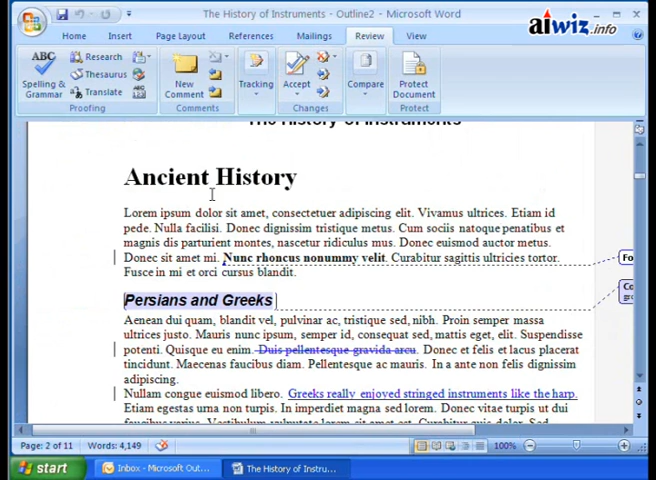 The History of Instruments - Outline2 - Microsoft Word
aiwiz.info
Home Insert Page Layout References Mailings Review View
ABC Research
Spelling & Grammar
Thesaurus
Translate
New Comment
Tracking
Accept
Compare
Protect Document
Proofing Comments Changes Protect
The History of Instruments
Ancient History
Lorem ipsum dolor sit amet, consectetuer adipiscing elit. Vivamus ultrices. Etiam id
pede. Nulla facilisi. Donec dignissim tristique metus. Cum sociis natoque penatibus et
magnis dis parturient montes, nascetur ridiculus mus. Donec euismod auctor metus.
Donec sit amet mi. Nunc rhoncus nonummy velit. Curabitur sagittis ultricies tortor.
Fusce in mi et orci cursus blandit.
Fo
Persians and Greeks
Co
Aenean dui quam, blandit vel, pulvinar ac, tristique sed, nibh. Proin semper massa
ultrices justo. Mauris nunc ipsum, semper id, consequat sed, mattis eget, elit. Suspendisse
potenti. Quisque eu enim. Duis pellentesque gravida arcu. Donec et felis et lacus placerat
tincidunt. Maecenas faucibus diam. Pellentesque ac mauris. In a ante non felis dignissim
adipiscing.
Nullam congue euismod libero. Greeks really enjoyed stringed instruments like the harp.
Etiam egestas urna non turpis. In imperdiet magna sed lorem. Donec vitae turpis ut
Page: 2 of 11 Words: 4,149 100%
start Inbox - Microsoft Out... The History of Instru...